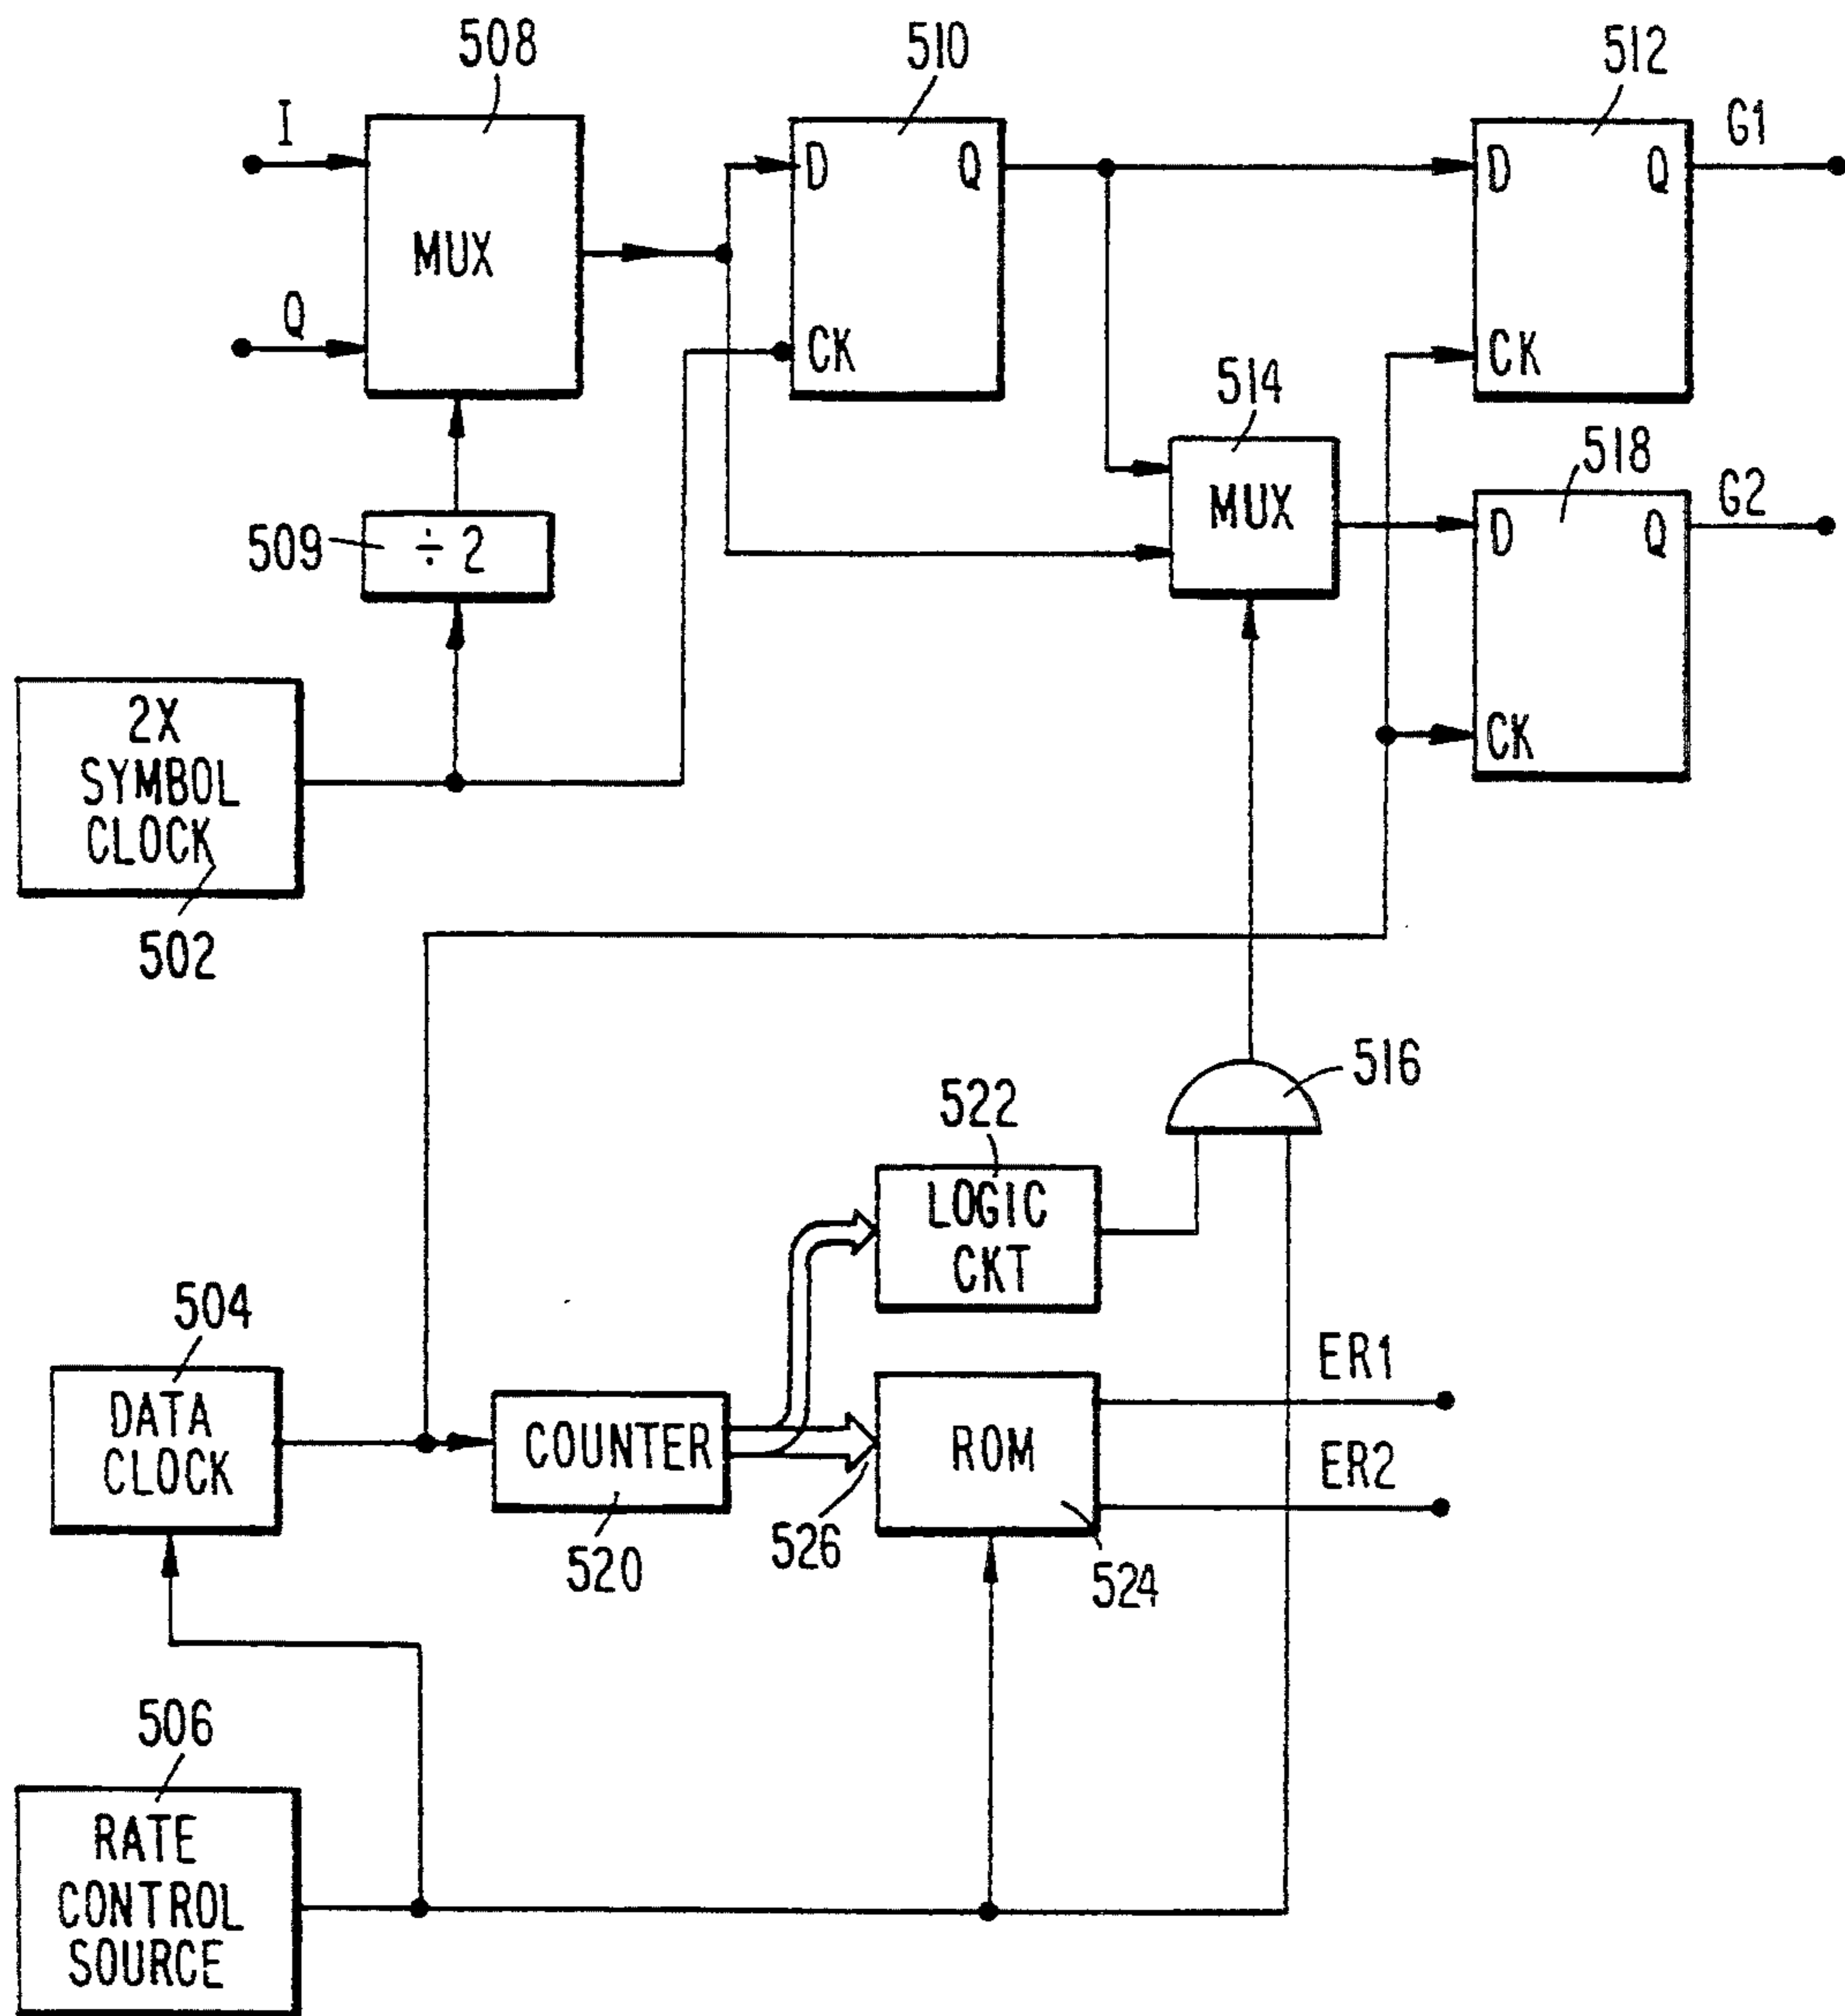 508
510
512
I
G1
D
Q
D
Q
MUX
Q
CK
CK
514
518
G2
MUX
D
Q
509
÷ 2
2X
SYMBOL
CLOCK
CK
502
516
522
LOGIC
CKT
504
DATA
CLOCK
COUNTER
ROM
ER1
ER2
520
526
524
506
RATE
CONTROL
SOURCE